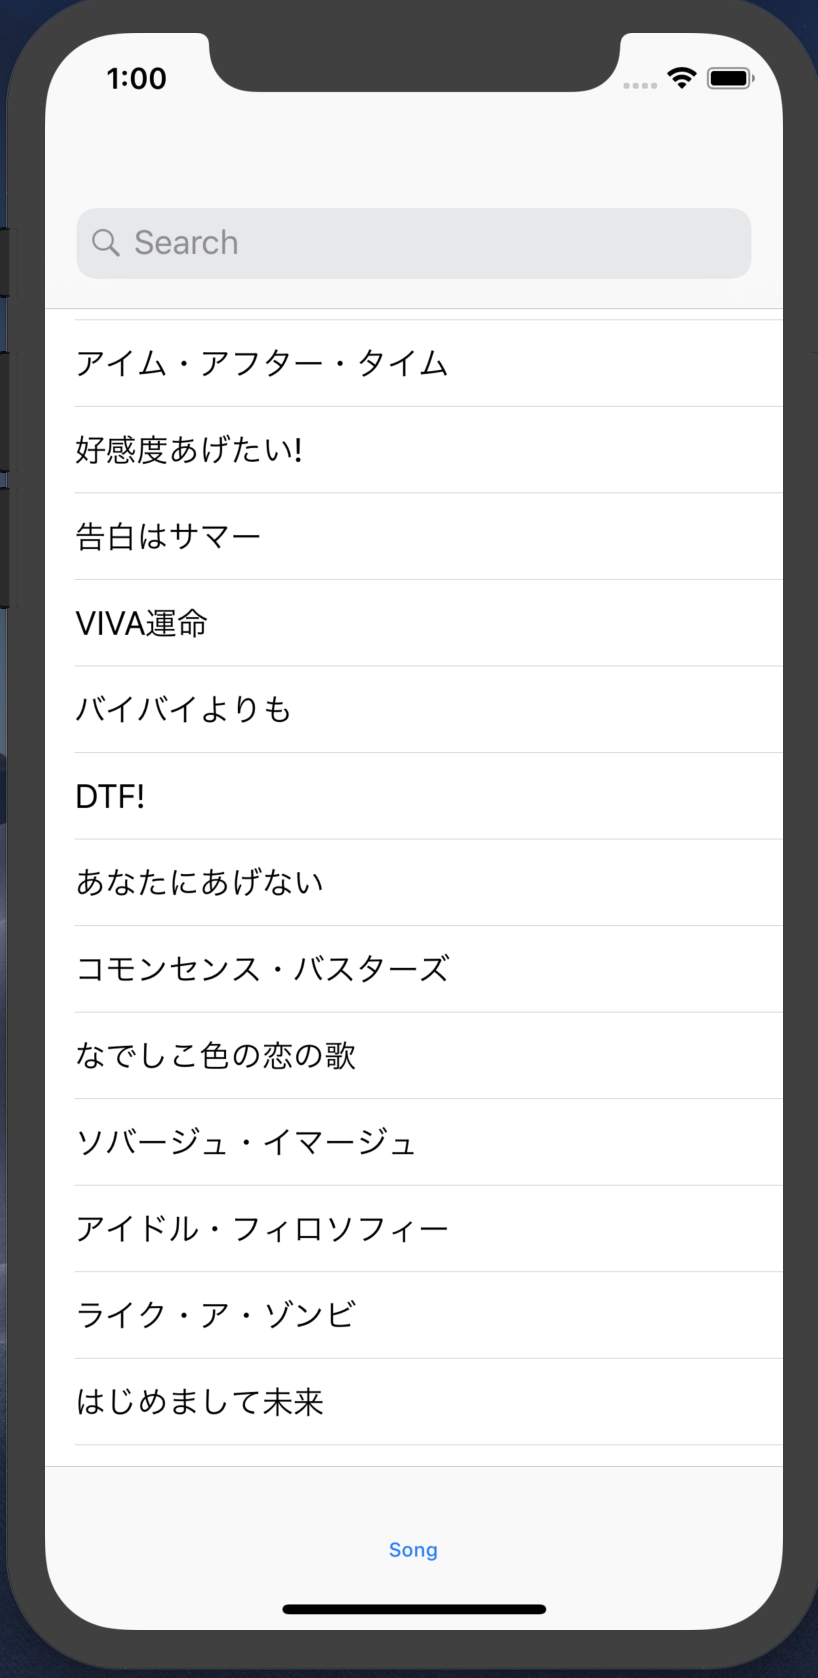 1:00
Search
アイム・アフター・タイム
好感度あげたい!
告白はサマー
VIVA運命
バイバイよりも
DTF!
あなたにあげない
コモンセンス・バスターズ
なでしこ色の恋の歌
ソバージュ・イマージュ
アイドル・フィロソフィー
ライク・ア・ゾンビ
はじめまして未来
Song